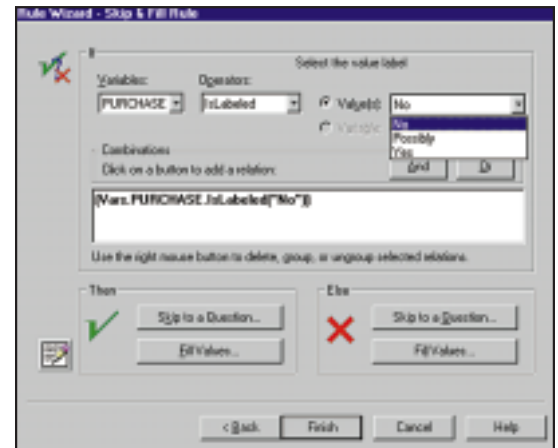 Rule Wizard - Skip & Fill Rule
If
Select the value label
Variables:
Operators:
PURCHASE
IsLabeled
Value(s):
No
Variable
No
Possibly
Yes
Combinations
Click on a button to add a relation:
And
Or
(Vars.PURCHASE.IsLabeled("No"))
Use the right mouse button to delete, group, or ungroup selected relations.
Then
Else
Skip to a Question...
Skip to a Question...
Fill Values...
Fill Values...
< Back
Finish
Cancel
Help